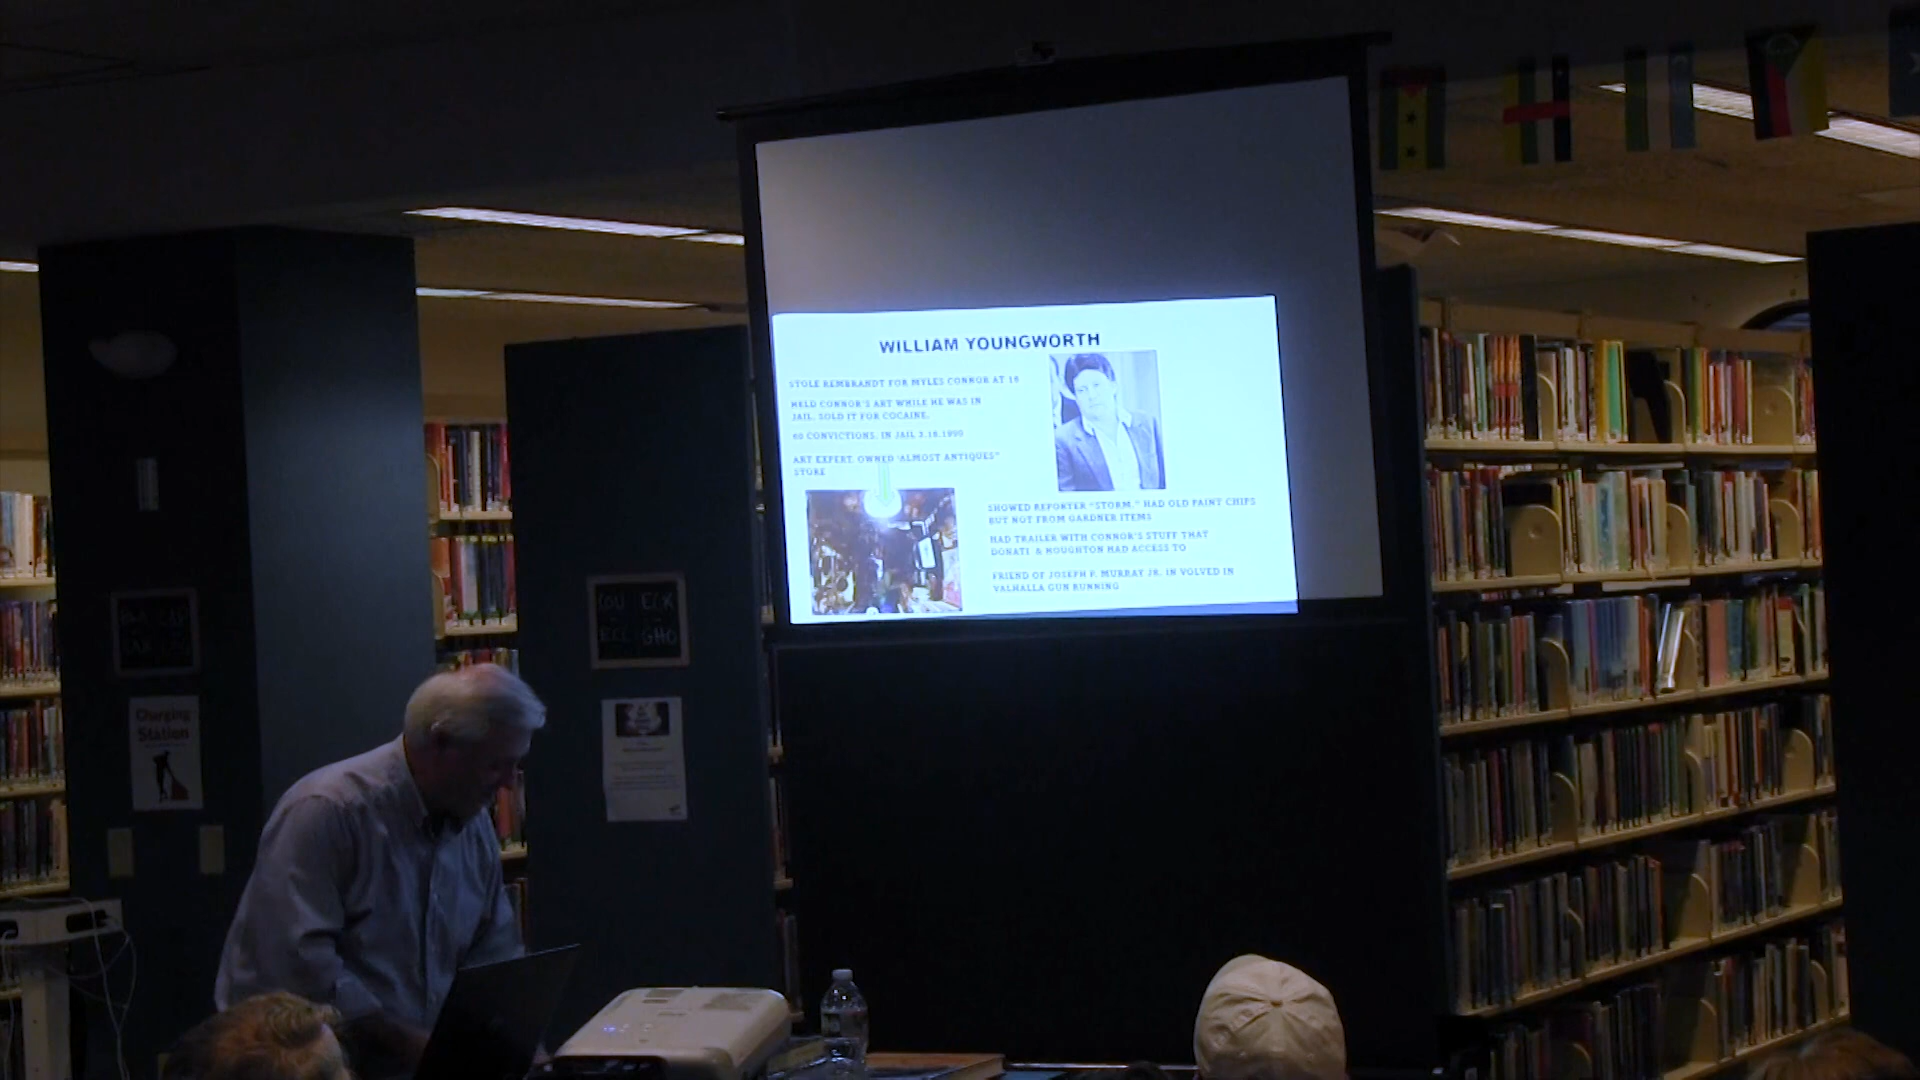 WILLIAM YOUNGWORTH
STOLE REMBRANDT FOR MYLES CONNOR AT 16
HELD CONNOR'S ART WHILE HE WAS IN
JAIL, SOLD IT FOR COCAINE.
60 CONVICTIONS. IN JAIL 3.18.1990
ART EXPERT. OWNED "ALMOST ANTIQUES"
STORE
SHOWED REPORTER "STORM." HAD OLD PAINT CHIPS
BUT NOT FROM GARDNER ITEMS
HAD TRAILER WITH CONNOR'S STUFF THAT
DONATI & HOUGHTON HAD ACCESS TO
FRIEND OF JOSEPH P. MURRAY JR. IN VOLVED IN
VALHALLA GUN RUNNING
Charging
Station